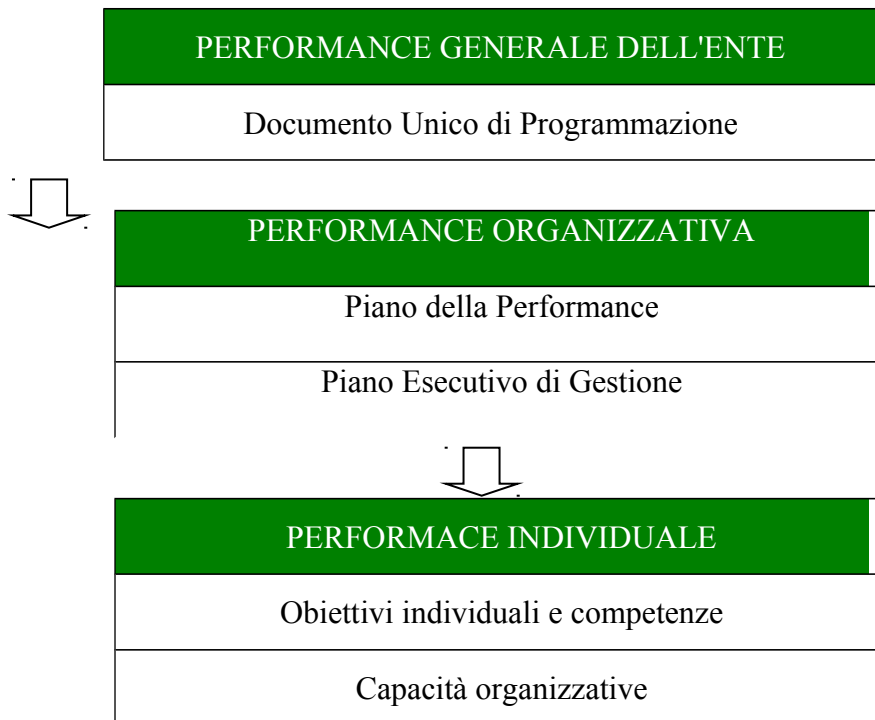 PERFORMANCE GENERALE DELL'ENTE
Documento Unico di Programmazione
PERFORMANCE ORGANIZZATIVA
Piano della Performance
Piano Esecutivo di Gestione
PERFORMACE INDIVIDUALE
Obiettivi individuali e competenze
Capacità organizzative